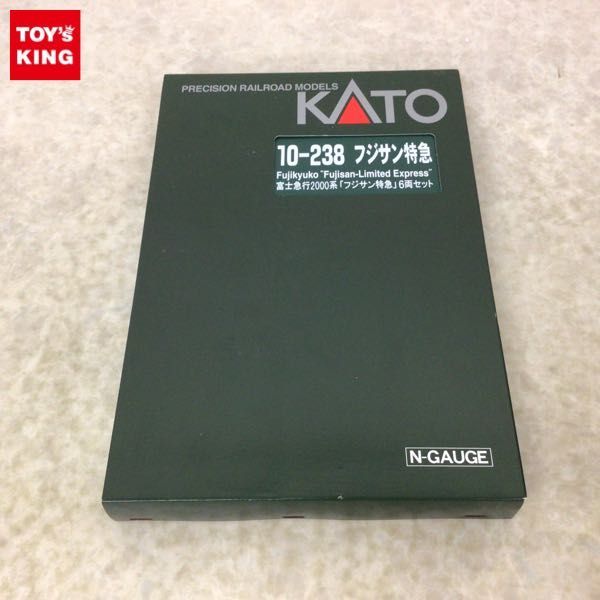 TOY's
KING
PRECISION RAILROAD MODELS
KATO
10-238 フジサン特急
Fujikyuko "Fujisan-Limited Express"
富士急行2000系「フジサン特急」6両セット
N-GAUGE